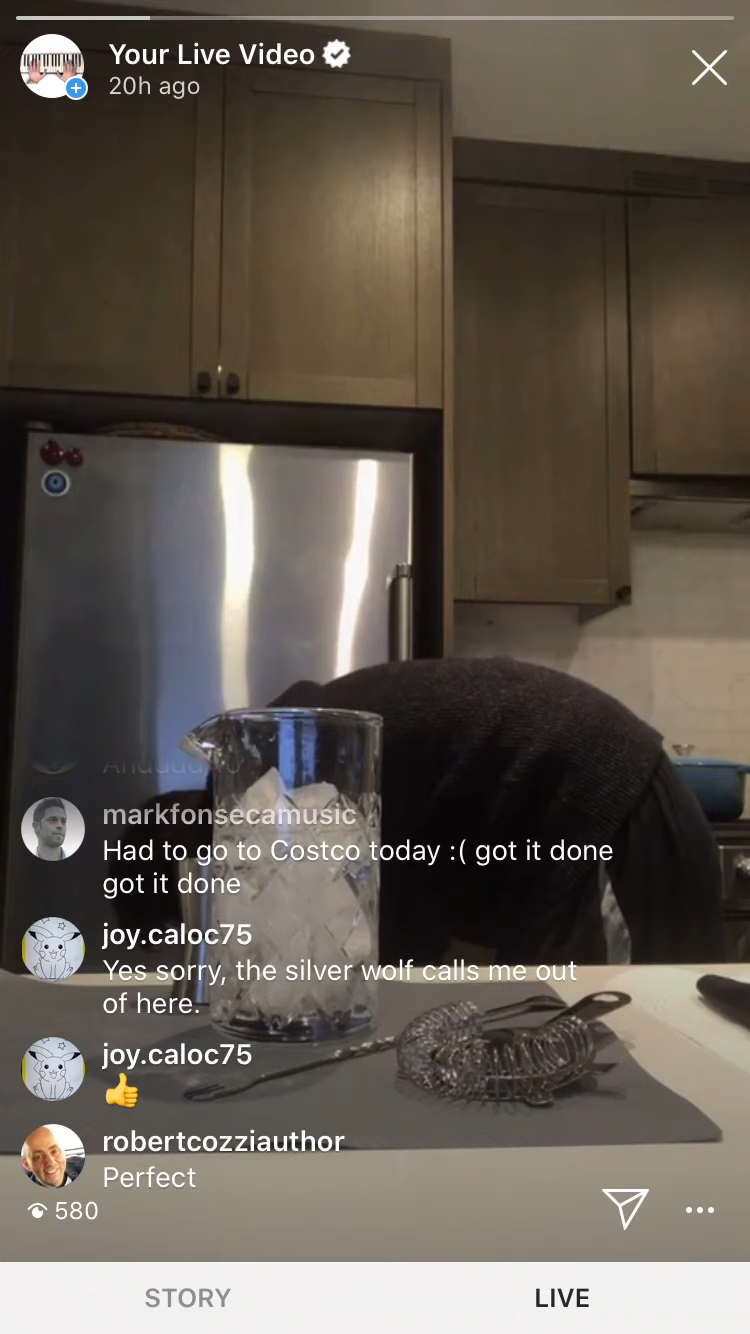 Your Live Video
20h ago
markfonsecamusic
Had to go to Costco today :( got it done
got it done
joy.caloc75
Yes sorry, the silver wolf calls me out
of here.
joy.caloc75
👍
robertcozziauthor
Perfect
580
STORY
LIVE